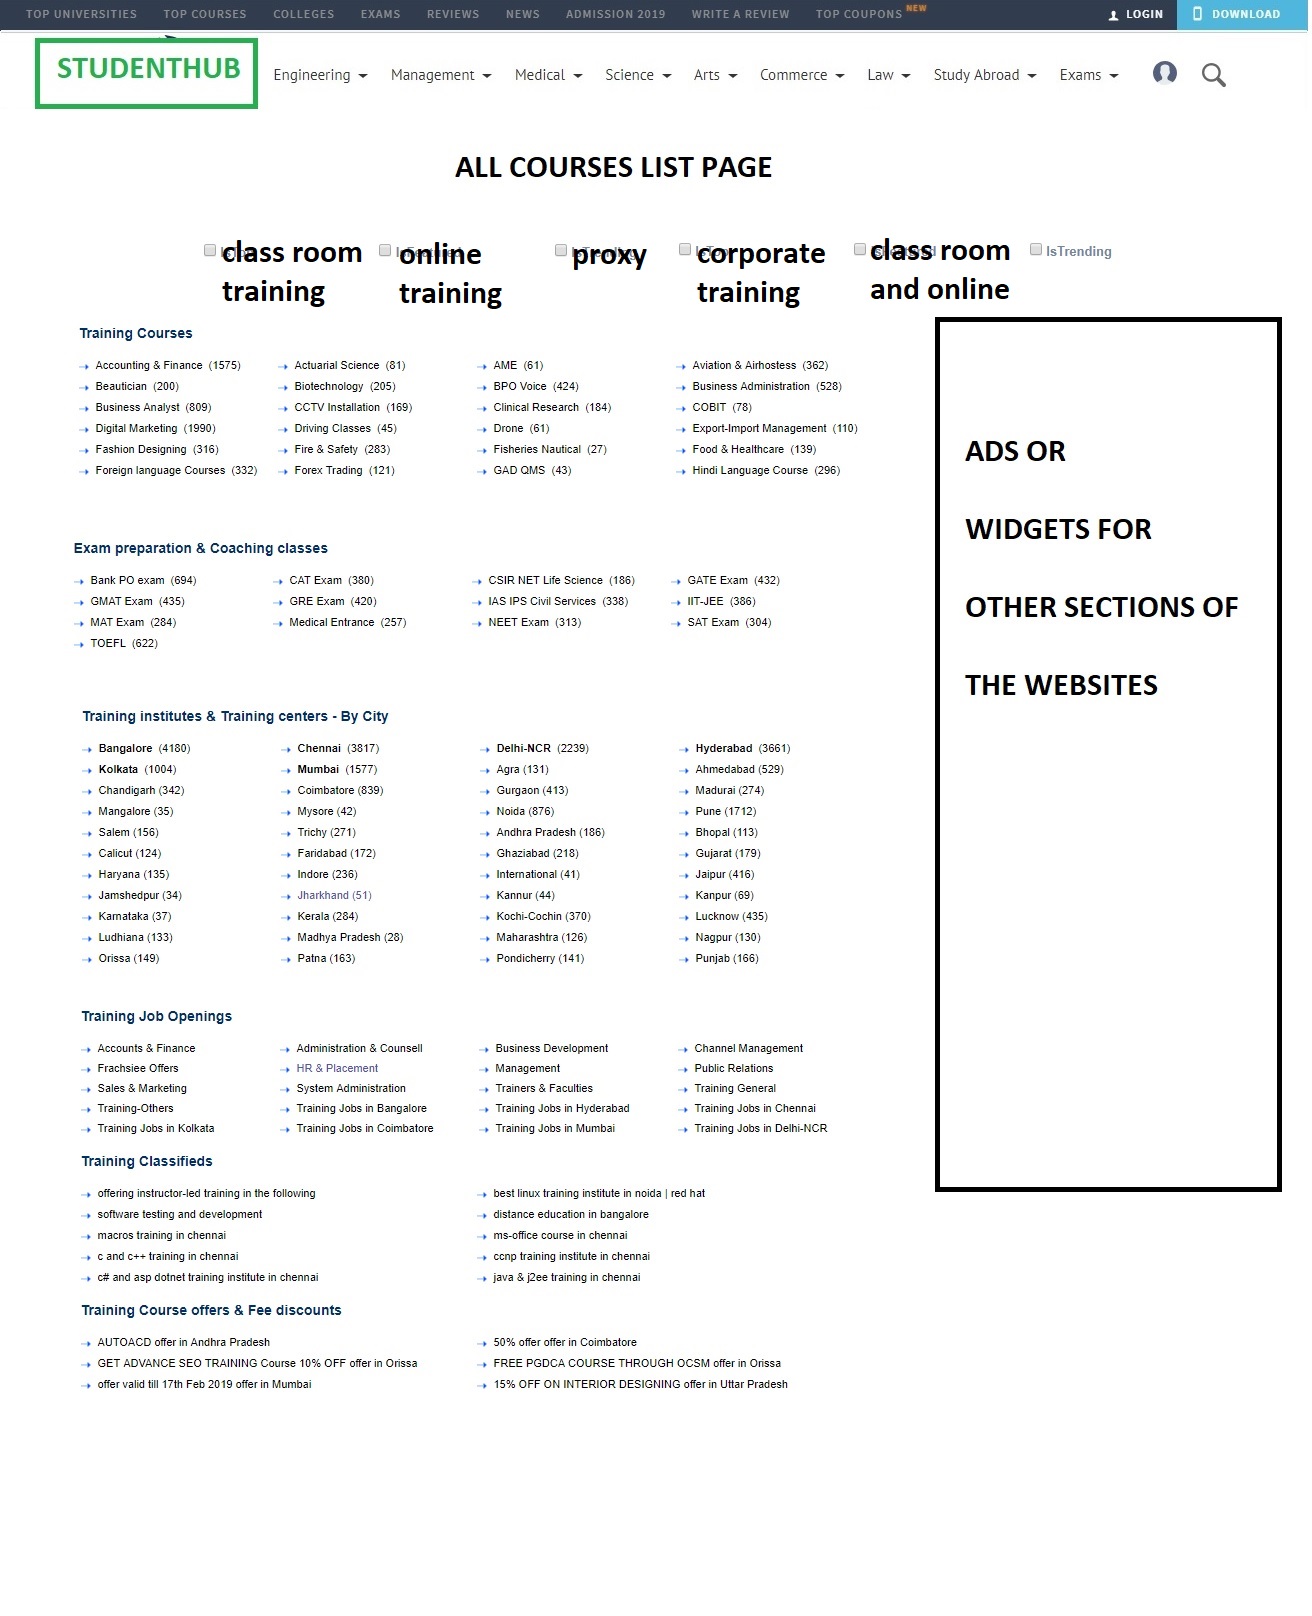 TOP UNIVERSITIES TOP COURSES COLLEGES EXAMS REVIEWS NEWS ADMISSION 2019 WRITE A REVIEW TOP COUPONS NEW LOGIN DOWNLOAD
STUDENTHUB Engineering Management Medical Science Arts Commerce Law Study Abroad Exams
ALL COURSES LIST PAGE
class room online proxy corporate class room IsTrending
training training training and online
Training Courses
Accounting & Finance (1575) Actuarial Science (81) AME (61) Aviation & Airhostess (362)
Beautician (200) Biotechnology (205) BPO Voice (424) Business Administration (528)
Business Analyst (809) CCTV Installation (169) Clinical Research (184) COBIT (78)
Digital Marketing (1990) Driving Classes (45) Drone (61) Export-Import Management (110)
Fashion Designing (316) Fire & Safety (283) Fisheries Nautical (27) Food & Healthcare (139)
Foreign language Courses (332) Forex Trading (121) GAD QMS (43) Hindi Language Course (296)
Exam preparation & Coaching classes
Bank PO exam (694) CAT Exam (380) CSIR NET Life Science (186) GATE Exam (432)
GMAT Exam (435) GRE Exam (420) IAS IPS Civil Services (338) IIT-JEE (386)
MAT Exam (284) Medical Entrance (257) NEET Exam (313) SAT Exam (304)
TOEFL (622)
Training institutes & Training centers - By City
Bangalore (4180) Chennai (3817) Delhi-NCR (2239) Hyderabad (3661)
Kolkata (1004) Mumbai (1577) Agra (131) Ahmedabad (529)
Chandigarh (342) Coimbatore (839) Gurgaon (413) Madurai (274)
Mangalore (35) Mysore (42) Noida (876) Pune (1712)
Salem (156) Trichy (271) Andhra Pradesh (186) Bhopal (113)
Calicut (124) Faridabad (172) Ghaziabad (218) Gujarat (179)
Haryana (135) Indore (236) International (41) Jaipur (416)
Jamshedpur (34) Jharkhand (51) Kannur (44) Kanpur (69)
Karnataka (37) Kerala (284) Kochi-Cochin (370) Lucknow (435)
Ludhiana (133) Madhya Pradesh (28) Maharashtra (126) Nagpur (130)
Orissa (149) Patna (163) Pondicherry (141) Punjab (166)
Training Job Openings
Accounts & Finance Administration & Counsell Business Development Channel Management
Frachsiee Offers HR & Placement Management Public Relations
Sales & Marketing System Administration Trainers & Faculties Training General
Training-Others Training Jobs in Bangalore Training Jobs in Hyderabad Training Jobs in Chennai
Training Jobs in Kolkata Training Jobs in Coimbatore Training Jobs in Mumbai Training Jobs in Delhi-NCR
Training Classifieds
offering instructor-led training in the following best linux training institute in noida | red hat
software testing and development distance education in bangalore
macros training in chennai ms-office course in chennai
c and c++ training in chennai ccnp training institute in chennai
c# and asp dotnet training institute in chennai java & j2ee training in chennai
Training Course offers & Fee discounts
AUTOACD offer in Andhra Pradesh 50% offer offer in Coimbatore
GET ADVANCE SEO TRAINING Course 10% OFF offer in Orissa FREE PGDCA COURSE THROUGH OCSM offer in Orissa
offer valid till 17th Feb 2019 offer in Mumbai 15% OFF ON INTERIOR DESIGNING offer in Uttar Pradesh
ADS OR
WIDGETS FOR
OTHER SECTIONS OF
THE WEBSITES